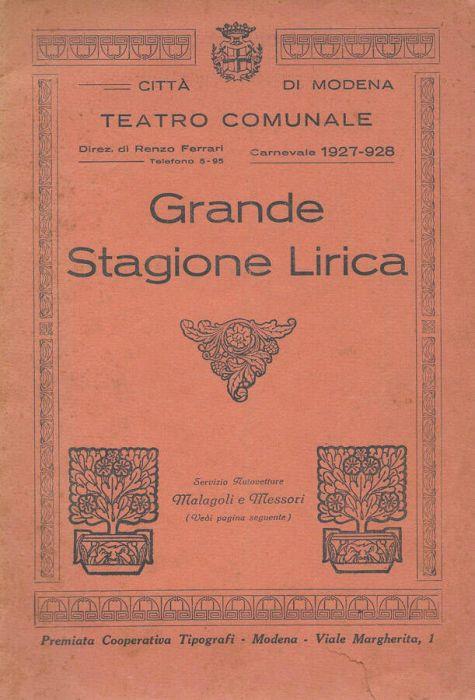 CITTÀ DI MODENA
TEATRO COMUNALE
Direz. di Renzo Ferrari
Telefono 5-95
Carnevale 1927-928
Grande
Stagione Lirica
Servizio Autovetture
Malagoli e Messori
(Vedi pagina seguente)
Premiata Cooperativa Tipografi - Modena - Viale Margherita, 1